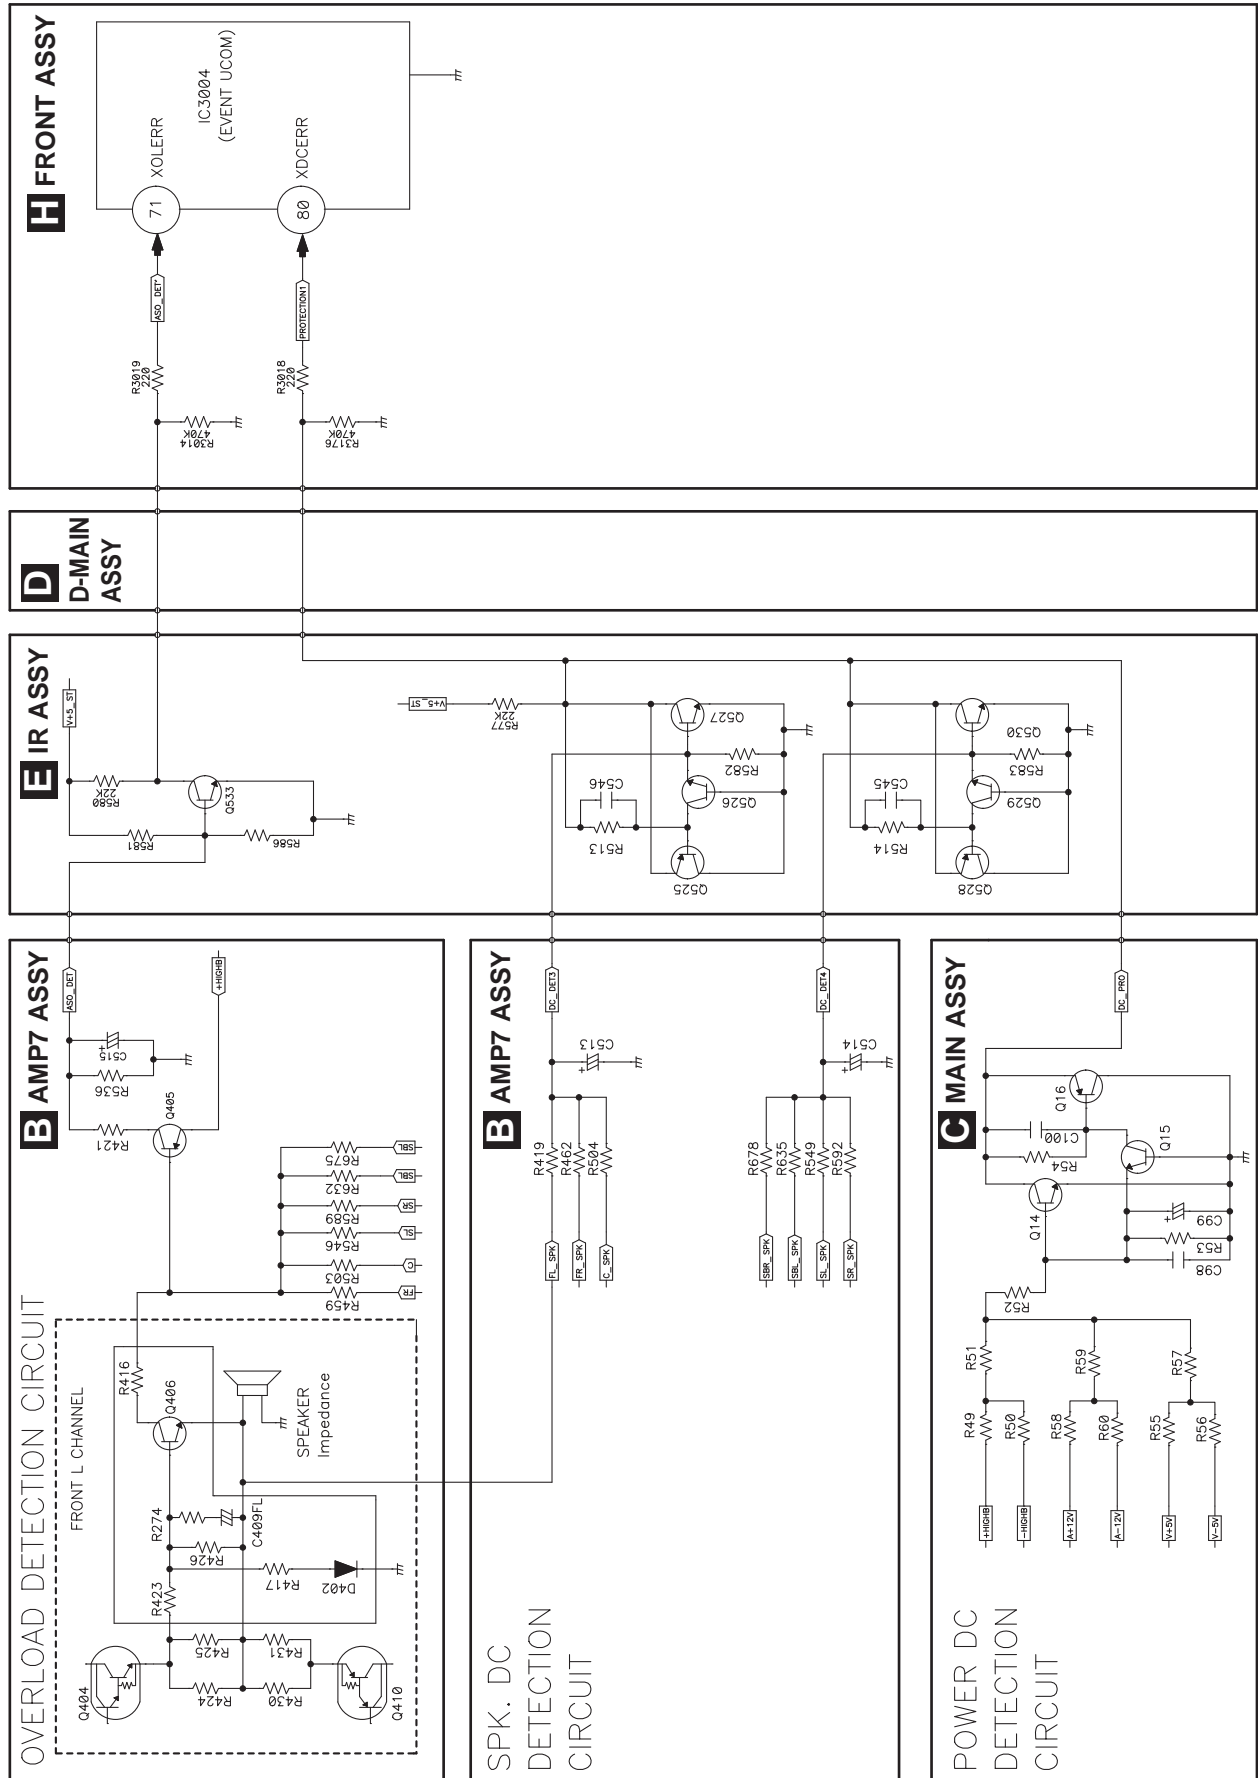 H FRONT ASSY
IC3004
(EVENT UCOM)
71
XOLERR
80
XDCERR
ASO_DET'
PROTECTION1
R3019
220
R3018
220
R3014
470K
R3176
470K
D
D-MAIN
ASSY
E IR ASSY
V+5_ST
R580
22K
Q533
R581
R586
V+5_ST
R577
22K
Q527
C546
R582
Q526
R513
Q525
Q530
C545
R583
Q529
R514
Q528
B AMP7 ASSY
ASO_DET
+HIGHB
C515
R536
Q405
R421
R675
SBL
R632
SBL
R589
SR
R546
SL
R503
C
R459
FR
OVERLOAD DETECTION CIRCUIT
FRONT L CHANNEL
R416
Q406
SPEAKER
Impedance
R274
C409FL
R426
R417
D402
R423
R425
R431
R424
R430
Q404
Q410
B AMP7 ASSY
DC_DET3
DC_DET4
C513
C514
R419
R462
R504
R678
R635
R549
R592
FL_SPK
FR_SPK
C_SPK
SBR_SPK
SBL_SPK
SL_SPK
SR_SPK
SPK. DC
DETECTION
CIRCUIT
C MAIN ASSY
DC_PRO
Q16
C100
R54
Q15
Q14
C99
R53
C98
R52
R51
R59
R57
R49
R50
R58
R60
R55
R56
+HIGHB
-HIGHB
A+12V
A-12V
V+5V
V-5V
POWER DC
DETECTION
CIRCUIT